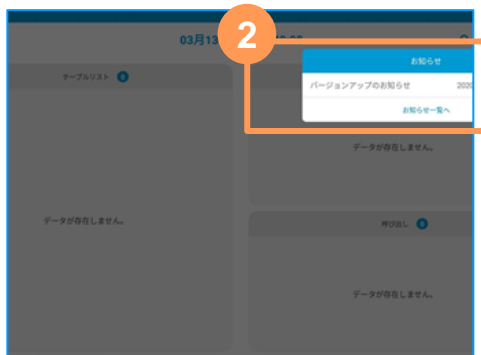 03月13
2
お知らせ
テーブルリスト 0
バージョンアップのお知らせ 2020
お知らせ一覧へ
データが存在しません。
データが存在しません。
呼び出し 0
データが存在しません。